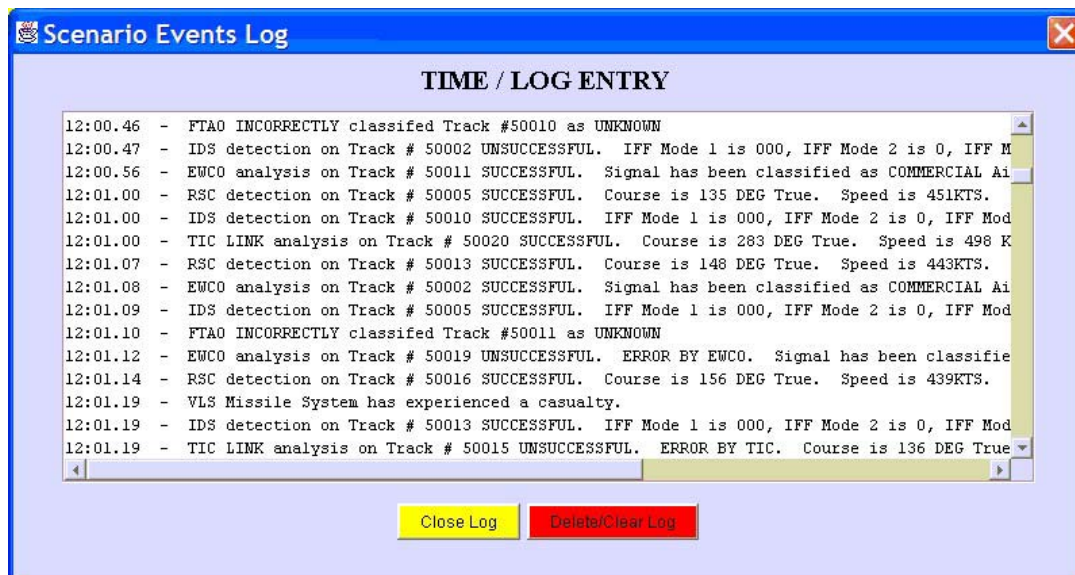 Scenario Events Log
TIME / LOG ENTRY
12:00.46 - FTAO INCORRECTLY classifed Track #50010 as UNKNOWN
12:00.47 - IDS detection on Track # 50002 UNSUCCESSFUL. IFF Mode 1 is 000, IFF Mode 2 is 0, IFF M
12:00.56 - EWCO analysis on Track # 50011 SUCCESSFUL. Signal has been classified as COMMERCIAL Ai
12:01.00 - RSC detection on Track # 50005 SUCCESSFUL. Course is 135 DEG True. Speed is 451KTS.
12:01.00 - IDS detection on Track # 50010 SUCCESSFUL. IFF Mode 1 is 000, IFF Mode 2 is 0, IFF Mod
12:01.00 - TIC LINK analysis on Track # 50020 SUCCESSFUL. Course is 283 DEG True. Speed is 498 K
12:01.07 - RSC detection on Track # 50013 SUCCESSFUL. Course is 148 DEG True. Speed is 443KTS.
12:01.08 - EWCO analysis on Track # 50002 SUCCESSFUL. Signal has been classified as COMMERCIAL Ai
12:01.09 - IDS detection on Track # 50005 SUCCESSFUL. IFF Mode 1 is 000, IFF Mode 2 is 0, IFF Mod
12:01.10 - FTAO INCORRECTLY classifed Track #50011 as UNKNOWN
12:01.12 - EWCO analysis on Track # 50019 UNSUCCESSFUL. ERROR BY EWCO. Signal has been classifie
12:01.14 - RSC detection on Track # 50016 SUCCESSFUL. Course is 156 DEG True. Speed is 439KTS.
12:01.19 - VLS Missile System has experienced a casualty.
12:01.19 - IDS detection on Track # 50013 SUCCESSFUL. IFF Mode 1 is 000, IFF Mode 2 is 0, IFF Mod
12:01.19 - TIC LINK analysis on Track # 50015 UNSUCCESSFUL. ERROR BY TIC. Course is 136 DEG True
Close Log Delete/Clear Log